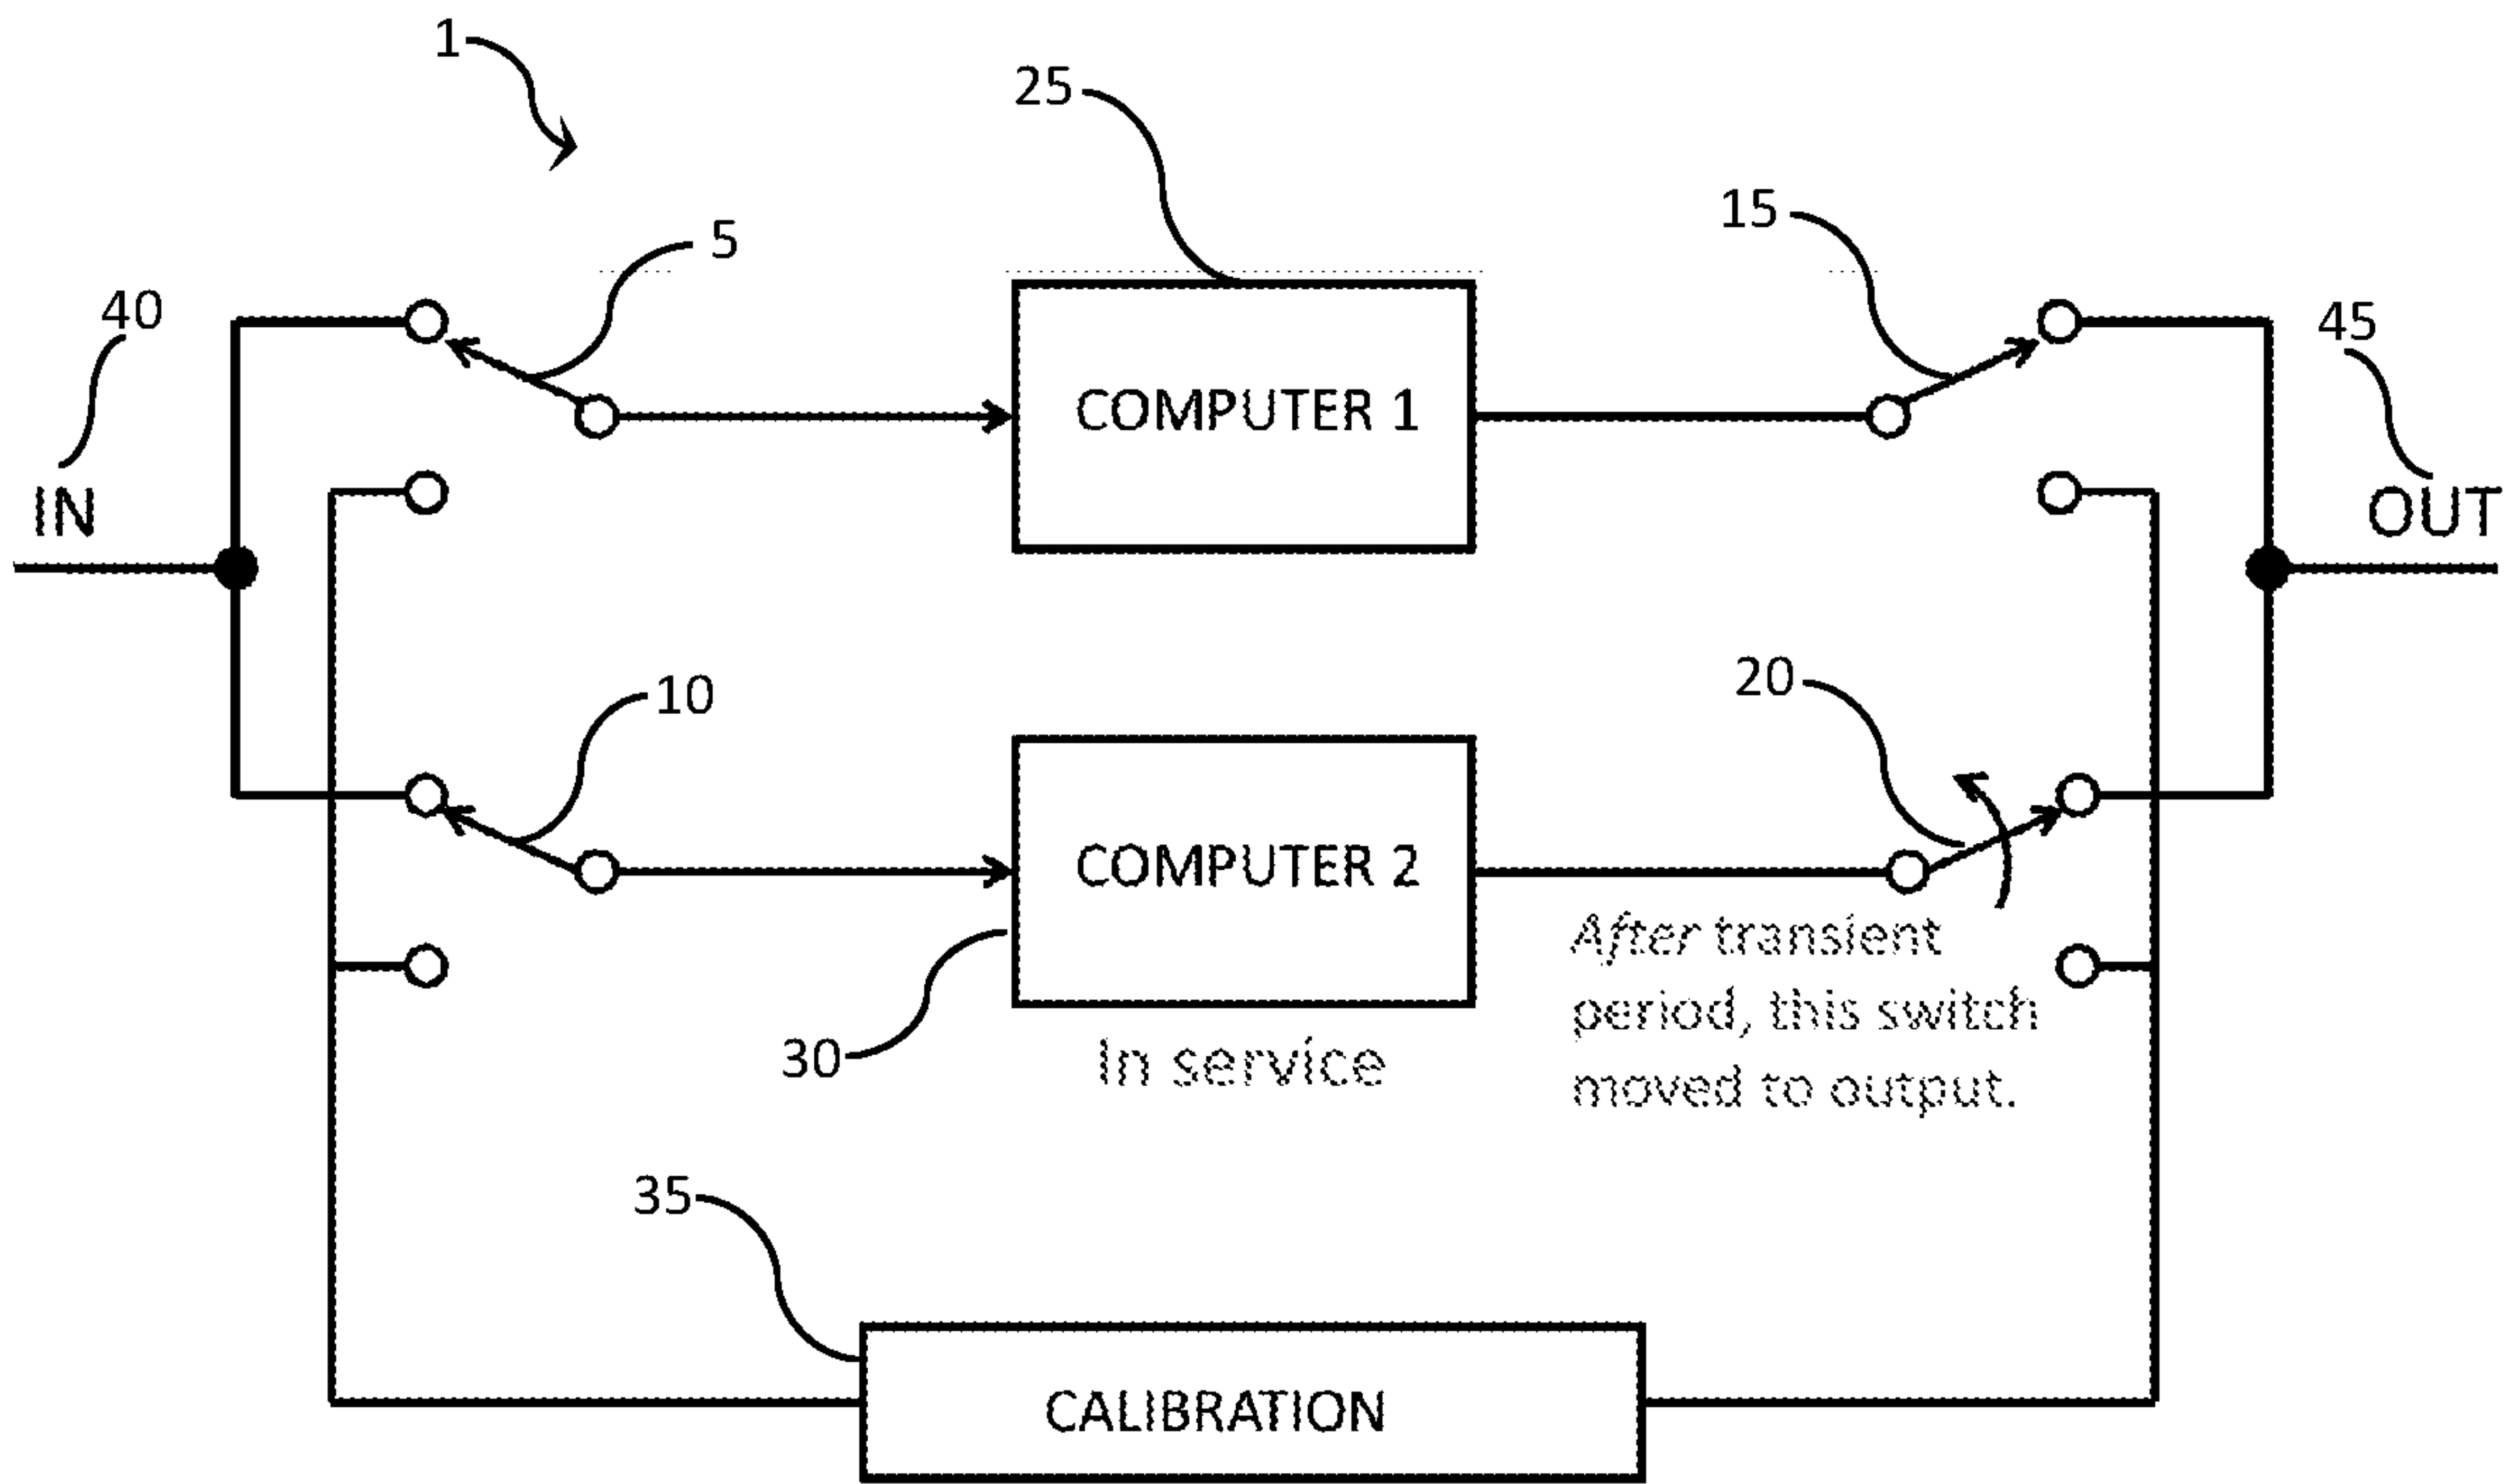 1
25
15
5
40
45
COMPUTER 1
IN
OUT
10
20
COMPUTER 2
After transient
period, this switch
moved to output.
30
In service
35
CALIBRATION